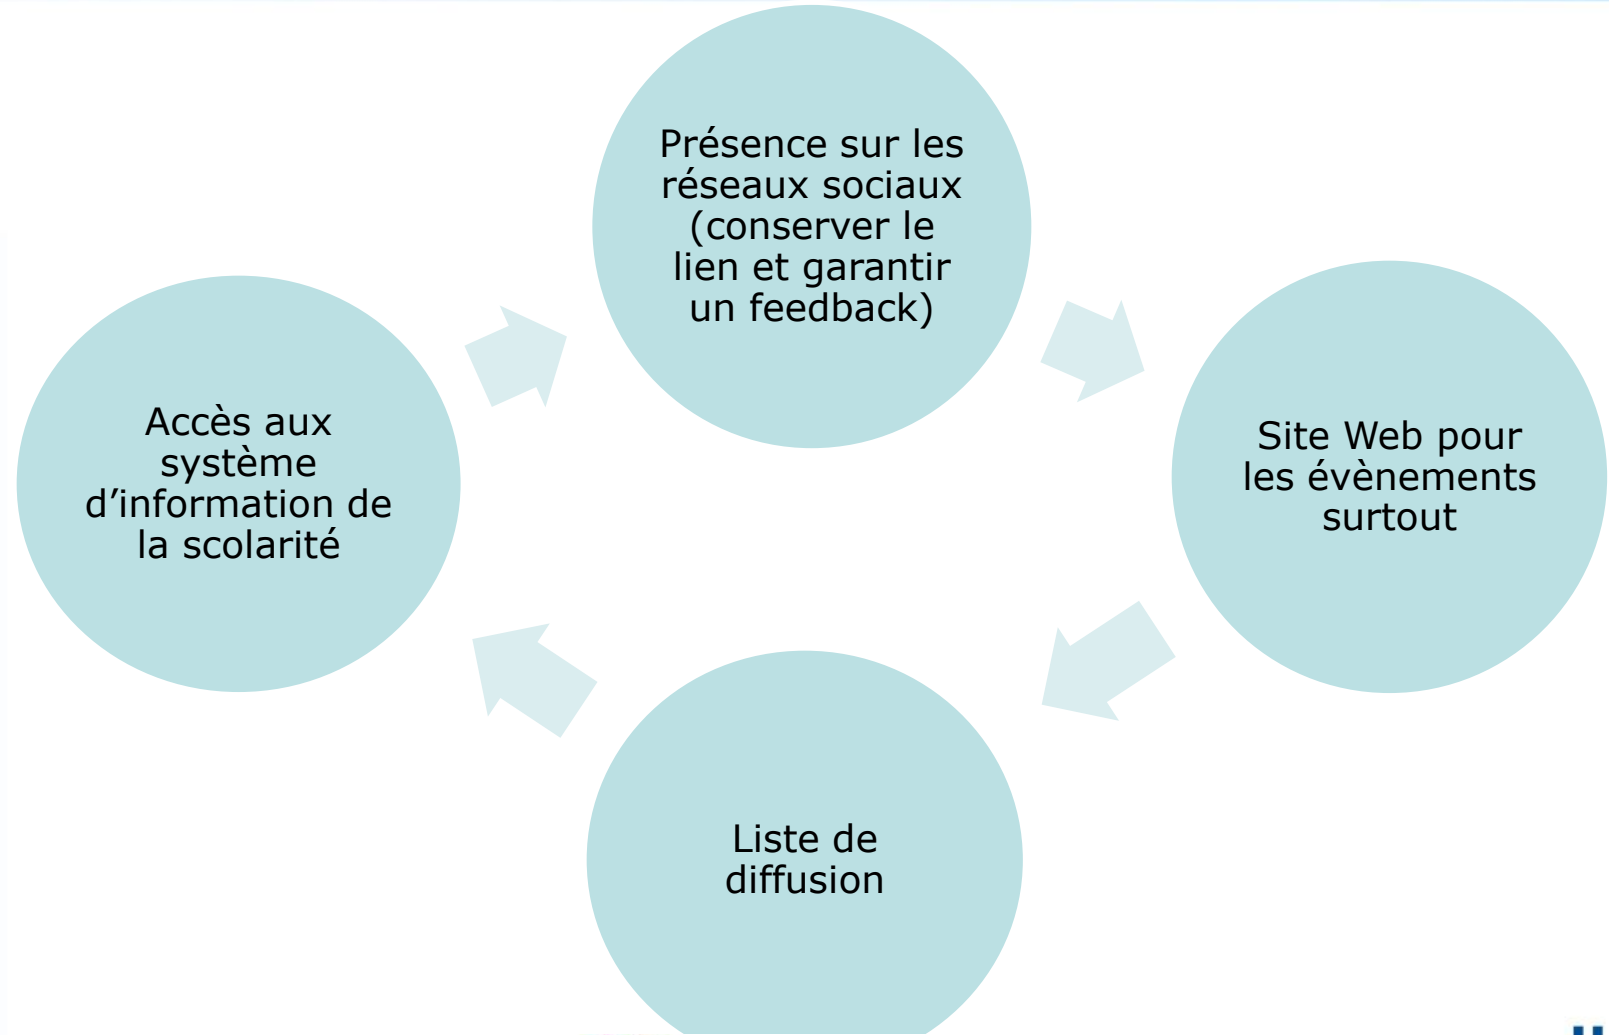 Présence sur les
réseaux sociaux
(conserver le
lien et garantir
un feedback)
Site Web pour
les évènements
surtout
Liste de
diffusion
Accès aux
système
d’information de
la scolarité